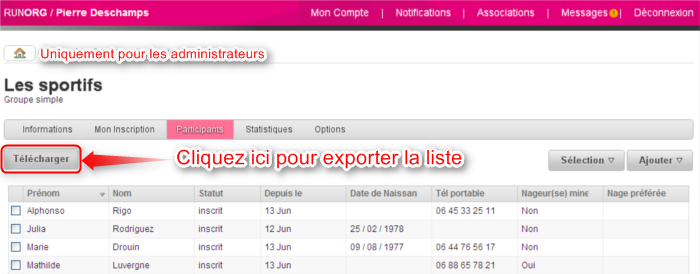 RUNORG / Pierre Deschamps Mon Compte | Notifications | Associations | Messages | Déconnexion
Uniquement pour les administrateurs
Les sportifs
Groupe simple
Informations Mon Inscription Participants Statistiques Options
Télécharger Cliquez ici pour exporter la liste Sélection Ajouter
Prénom Nom Statut Depuis le Date de Naissan Tél portable Nageur(se) mine Nage préférée
Alphonso Rigo inscrit 13 Jun 06 45 33 25 11 Non
Julia Rodriguez inscrit 12 Jun 25 / 02 / 1978 Non
Marie Drouin inscrit 13 Jun 09 / 08 / 1977 06 44 76 56 17 Non
Mathilde Luvergne inscrit 13 Jun 06 88 65 78 21 Oui